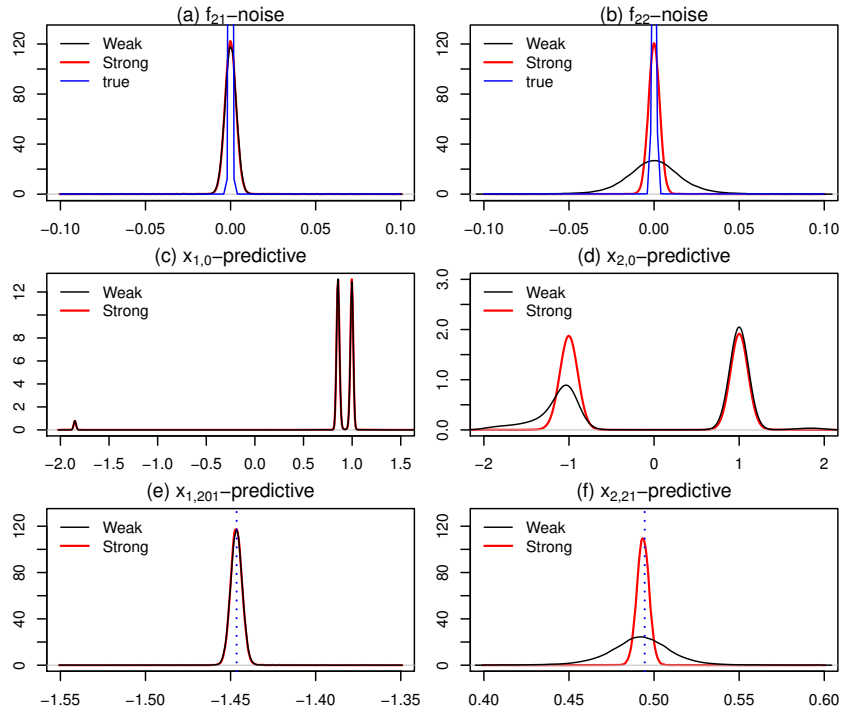 (a) f21–noise
Weak
Strong
true
0 40 80 120
−0.10 −0.05 0.00 0.05 0.10
(b) f22–noise
Weak
Strong
true
0 40 80 120
−0.10 −0.05 0.00 0.05 0.10
(c) x1,0–predictive
Weak
Strong
0 2 4 6 8 12
−2.0 −1.5 −1.0 −0.5 0.0 0.5 1.0 1.5
(d) x2,0–predictive
Weak
Strong
0.0 1.0 2.0 3.0
−2 −1 0 1 2
(e) x1,201–predictive
Weak
Strong
0 40 80 120
−1.55 −1.50 −1.45 −1.40 −1.35
(f) x2,21–predictive
Weak
Strong
0 40 80 120
0.40 0.45 0.50 0.55 0.60